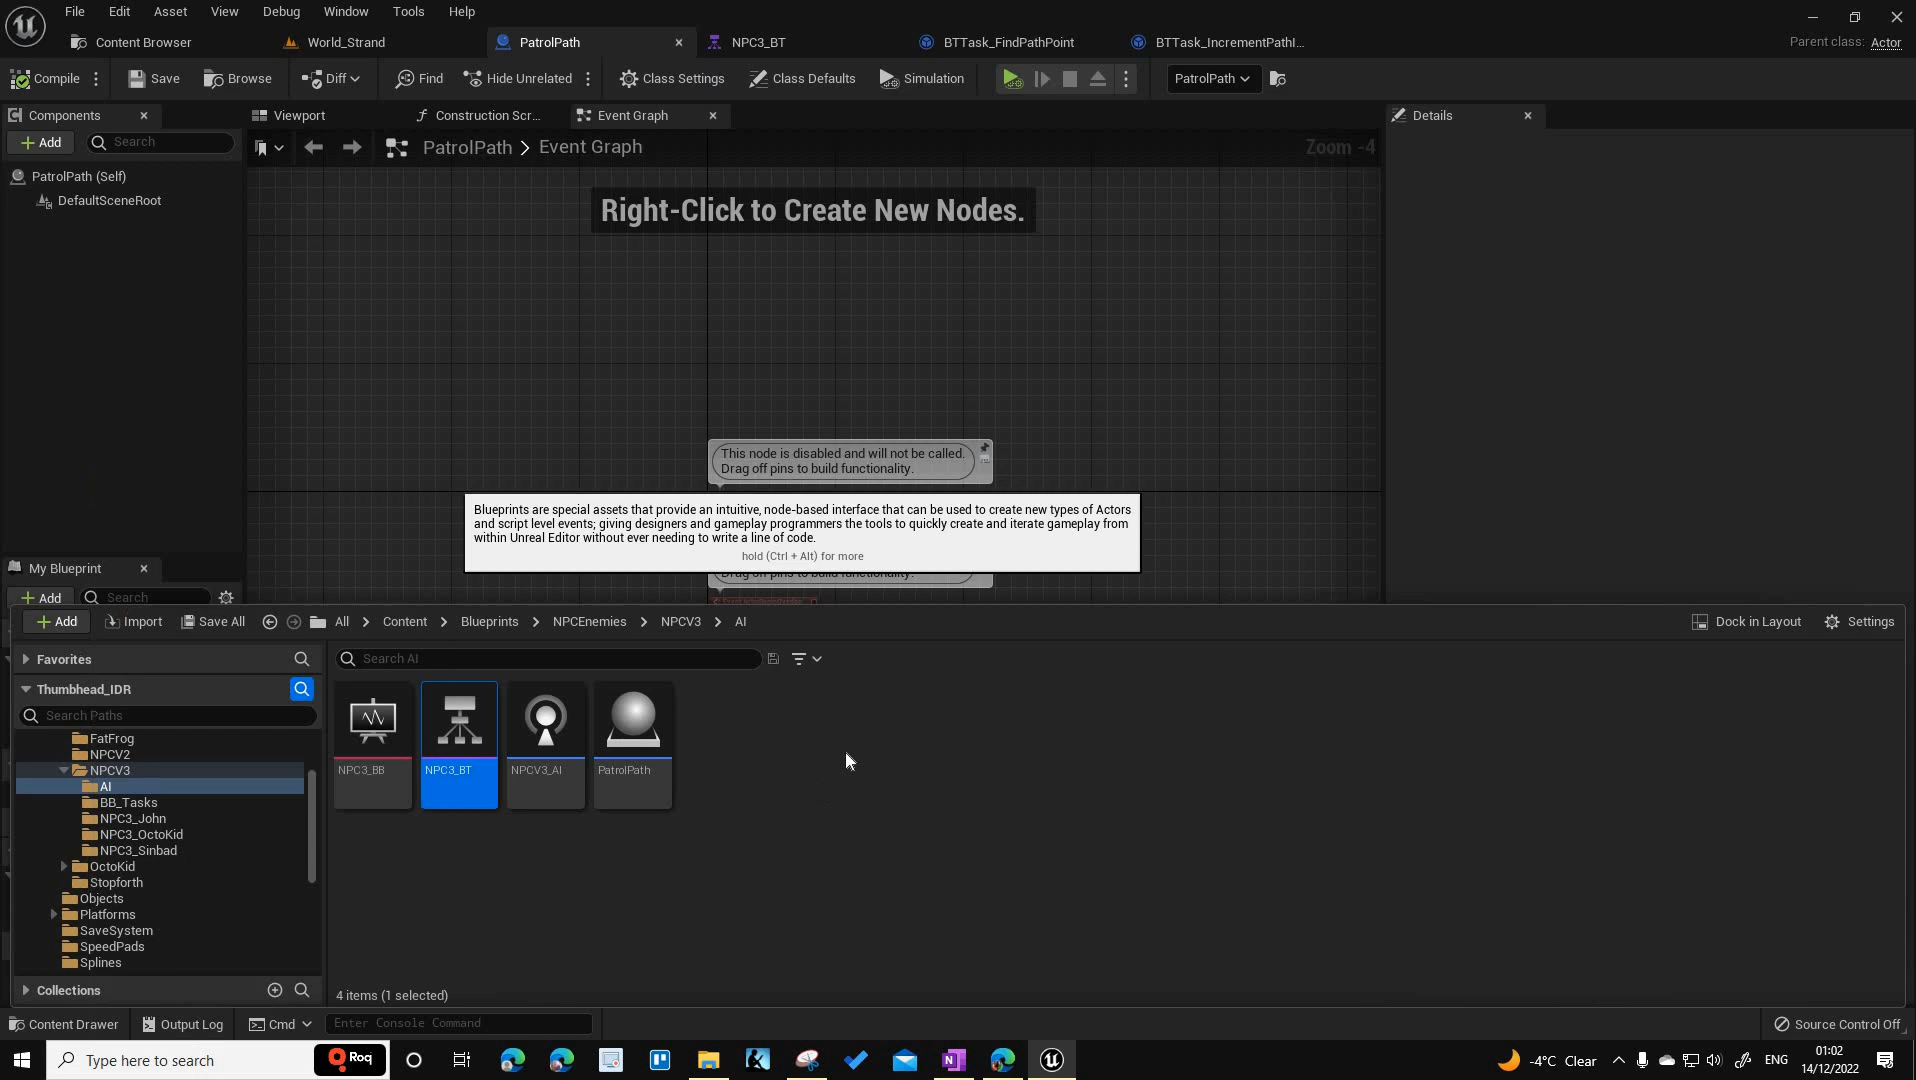 File Edit Asset View Debug Window Tools Help
Content Browser World_Strand PatrolPath NPC3_BT BTTask_FindPathPoint BTTask_IncrementPathI... Parent class: Actor
Compile Save Browse Diff Find Hide Unrelated Class Settings Class Defaults Simulation PatrolPath
Components Viewport Construction Scr... Event Graph Details
Add Search PatrolPath > Event Graph Zoom -4
PatrolPath (Self)
DefaultSceneRoot
Right-Click to Create New Nodes.
This node is disabled and will not be called.
Drag off pins to build functionality.
Blueprints are special assets that provide an intuitive, node-based interface that can be used to create new types of Actors
and script level events; giving designers and gameplay programmers the tools to quickly create and iterate gameplay from
within Unreal Editor without ever needing to write a line of code.
hold (Ctrl + Alt) for more
Drag off pins to build functionality.
My Blueprint
Add Search
Add Import Save All All > Content > Blueprints > NPCEnemies > NPCV3 > AI Dock in Layout Settings
Favorites Search AI
Thumbhead_IDR
Search Paths
FatFrog
NPCV2
NPCV3
AI
BB_Tasks
NPC3_John
NPC3_OctoKid
NPC3_Sinbad
OctoKid
Stopforth
Objects
Platforms
SaveSystem
SpeedPads
Splines
NPC3_BB NPC3_BT NPCV3_AI PatrolPath
Collections 4 items (1 selected)
Content Drawer Output Log Cmd Enter Console Command Source Control Off
Type here to search Roq -4°C Clear ENG 01:02
14/12/2022